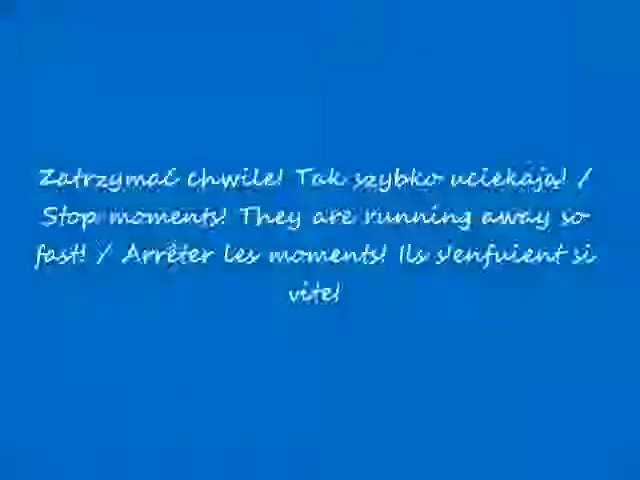 Zatrzymać chwile! Tak szybko uciekają! /
Stop moments! They are running away so
fast! / Arrêter les moments! Ils s'enfuient si
vite!